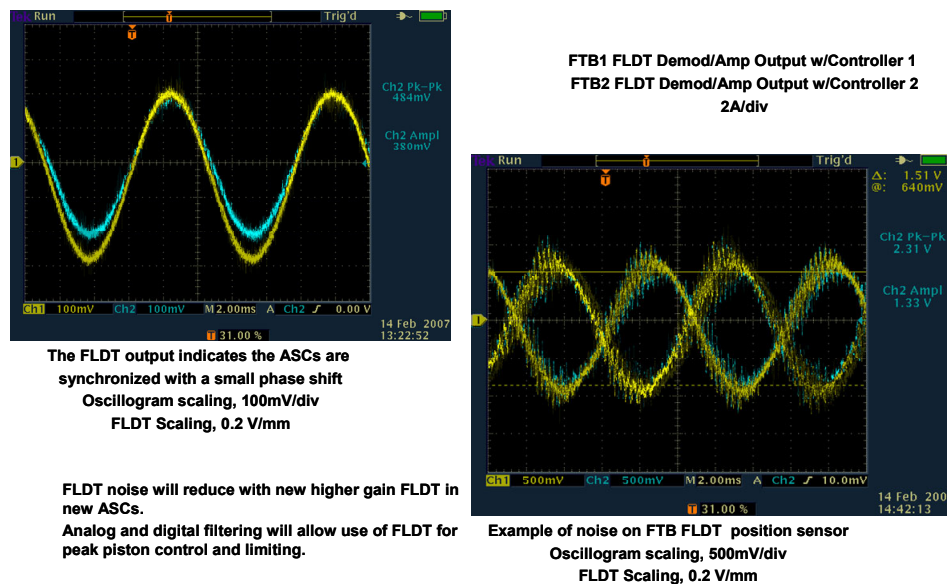 Run Trig'd
T
T
Ch2 Pk-Pk
484mV
Ch2 Ampl
380mV
1
Ch1 100mV Ch2 100mV M 2.00ms A Ch2 0.00 V
14 Feb 2007
T 31.00 % 13:22:52
The FLDT output indicates the ASCs are
synchronized with a small phase shift
Oscillogram scaling, 100mV/div
FLDT Scaling, 0.2 V/mm
FLDT noise will reduce with new higher gain FLDT in
new ASCs.
Analog and digital filtering will allow use of FLDT for
peak piston control and limiting.
FTB1 FLDT Demod/Amp Output w/Controller 1
FTB2 FLDT Demod/Amp Output w/Controller 2
2A/div
Run Trig'd
T
T
Δ: 1.51 V
@: 640mV
Ch2 Pk-Pk
2.31 V
Ch2 Ampl
1.33 V
1
Ch1 500mV Ch2 500mV M 2.00ms A Ch2 10.0mV
14 Feb 200
T 31.00 % 14:42:13
Example of noise on FTB FLDT position sensor
Oscillogram scaling, 500mV/div
FLDT Scaling, 0.2 V/mm